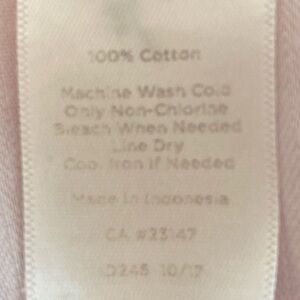 100% Cotton
Machine Wash Cold
Only Non-Chlorine
Bleach When Needed
Line Dry
Cool Iron if Needed
Made in Indonesia
CA #23147
D245 10/17